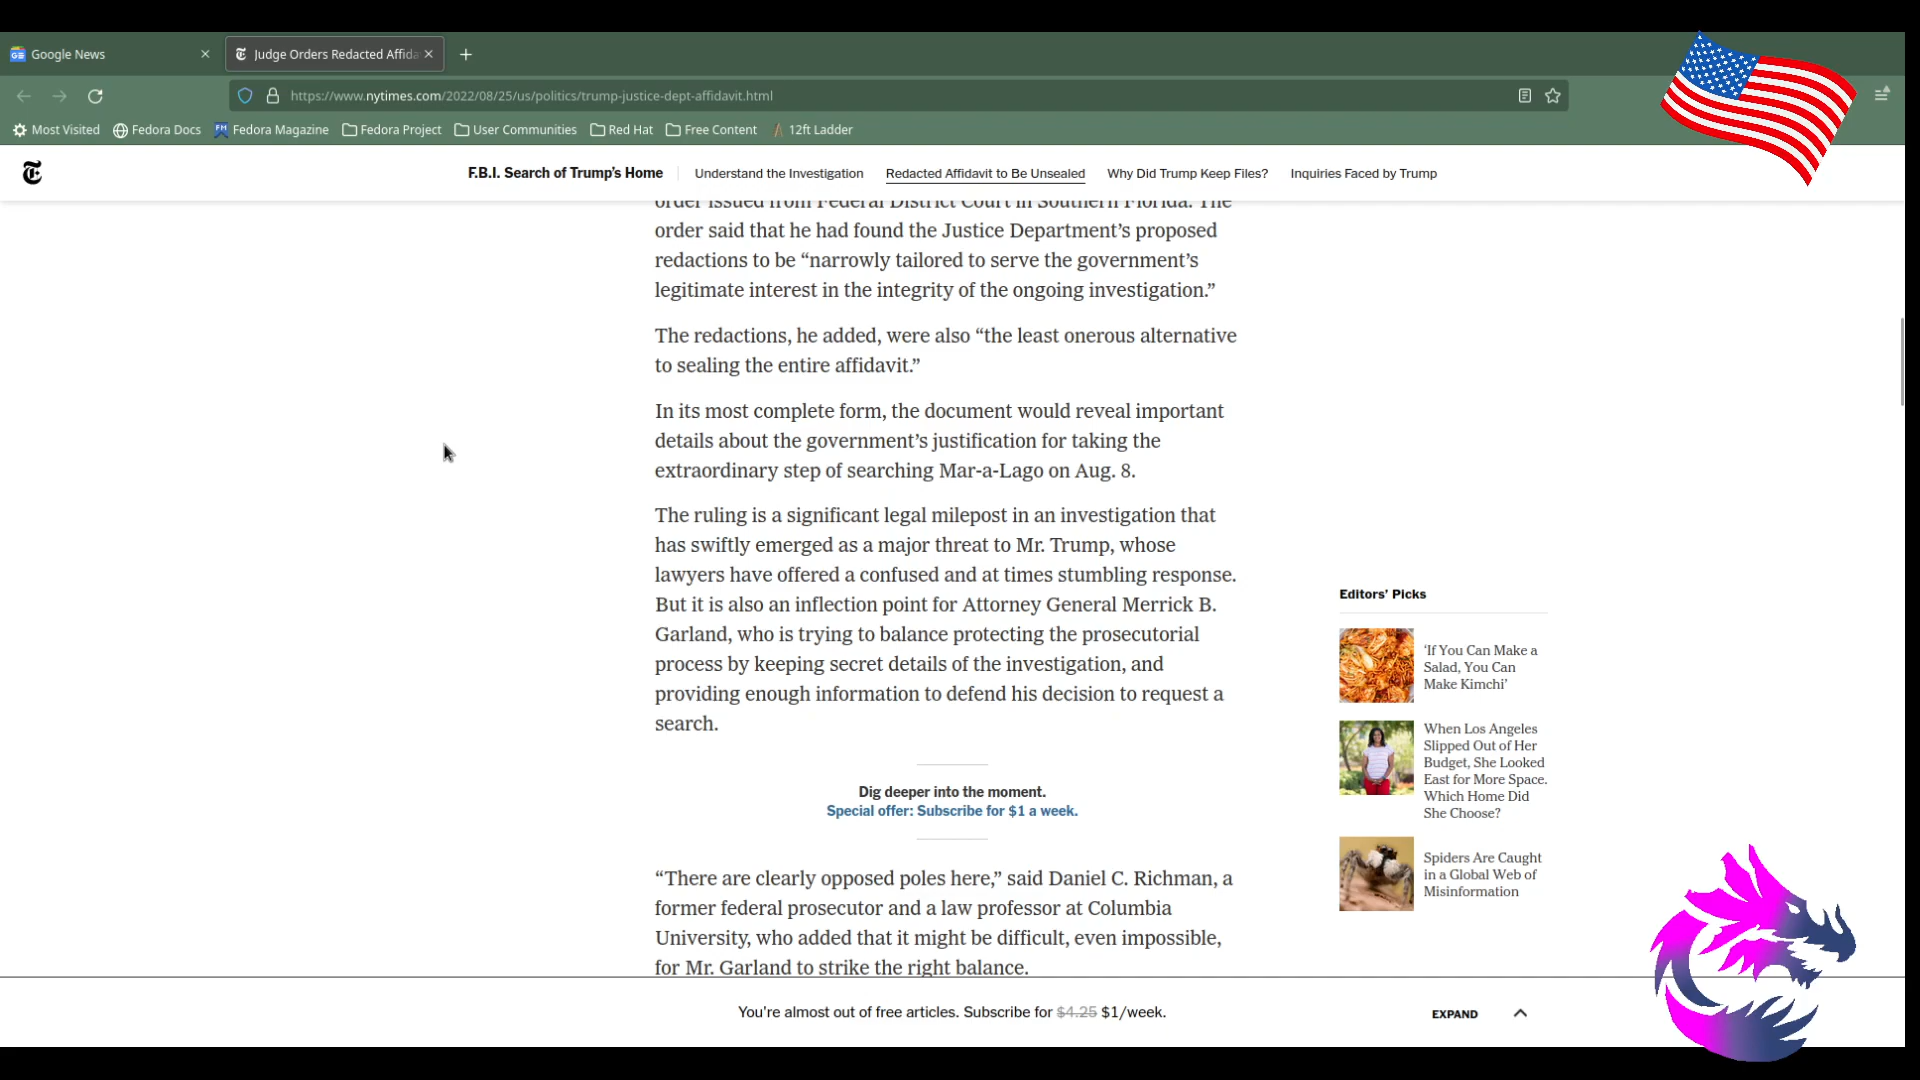 Google News
Judge Orders Redacted Affida
https://www.nytimes.com/2022/08/25/us/politics/trump-justice-dept-affidavit.html
Most Visited
Fedora Docs
Fedora Magazine
Fedora Project
User Communities
Red Hat
Free Content
12ft Ladder
F.B.I. Search of Trump’s Home
Understand the Investigation
Redacted Affidavit to Be Unsealed
Why Did Trump Keep Files?
Inquiries Faced by Trump
order issued from Federal District Court in Southern Florida. The
order said that he had found the Justice Department’s proposed
redactions to be “narrowly tailored to serve the government’s
legitimate interest in the integrity of the ongoing investigation.”
The redactions, he added, were also “the least onerous alternative
to sealing the entire affidavit.”
In its most complete form, the document would reveal important
details about the government’s justification for taking the
extraordinary step of searching Mar-a-Lago on Aug. 8.
The ruling is a significant legal milepost in an investigation that
has swiftly emerged as a major threat to Mr. Trump, whose
lawyers have offered a confused and at times stumbling response.
But it is also an inflection point for Attorney General Merrick B.
Garland, who is trying to balance protecting the prosecutorial
process by keeping secret details of the investigation, and
providing enough information to defend his decision to request a
search.
Dig deeper into the moment.
Special offer: Subscribe for $1 a week.
“There are clearly opposed poles here,” said Daniel C. Richman, a
former federal prosecutor and a law professor at Columbia
University, who added that it might be difficult, even impossible,
for Mr. Garland to strike the right balance.
Editors’ Picks
‘If You Can Make a
Salad, You Can
Make Kimchi’
When Los Angeles
Slipped Out of Her
Budget, She Looked
East for More Space.
Which Home Did
She Choose?
Spiders Are Caught
in a Global Web of
Misinformation
You’re almost out of free articles. Subscribe for $4.25 $1/week.
EXPAND